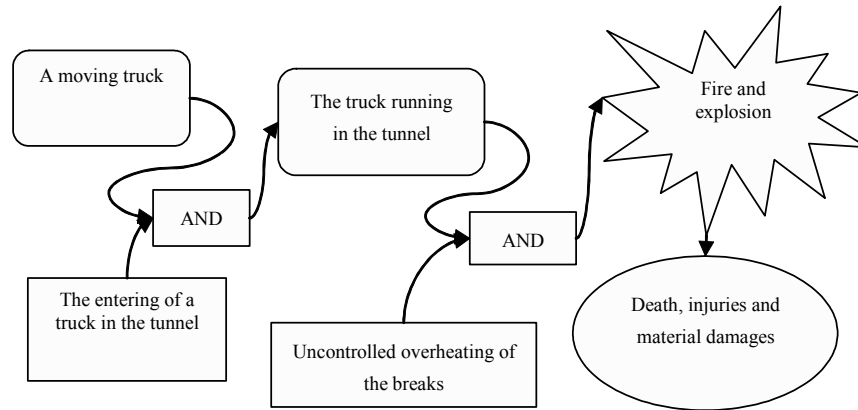 A moving truck
The truck running
in the tunnel
Fire and
explosion
AND
AND
The entering of a
truck in the tunnel
Uncontrolled overheating of
the breaks
Death, injuries and
material damages